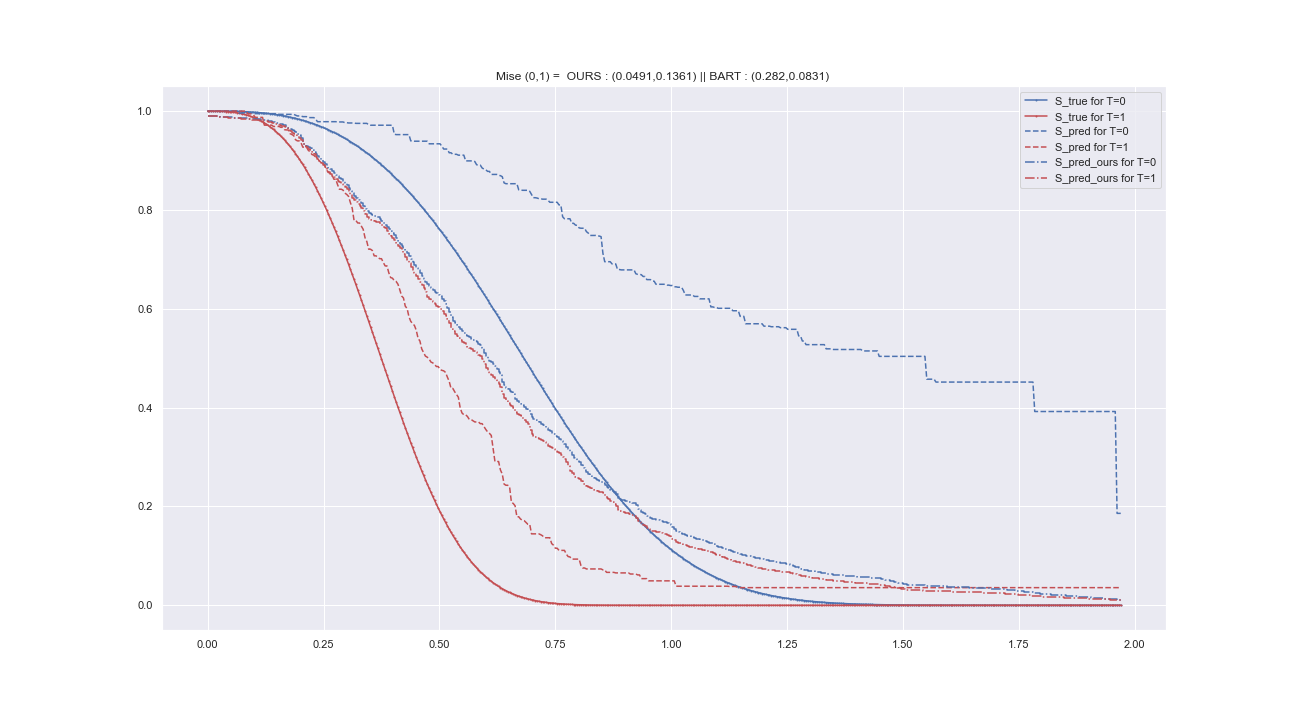 Mise (0,1) =  OURS : (0.0491,0.1361) || BART : (0.282,0.0831)
S_true for T=0
S_true for T=1
S_pred for T=0
S_pred for T=1
S_pred_ours for T=0
S_pred_ours for T=1
1.0
0.8
0.6
0.4
0.2
0.0
0.00 0.25 0.50 0.75 1.00 1.25 1.50 1.75 2.00